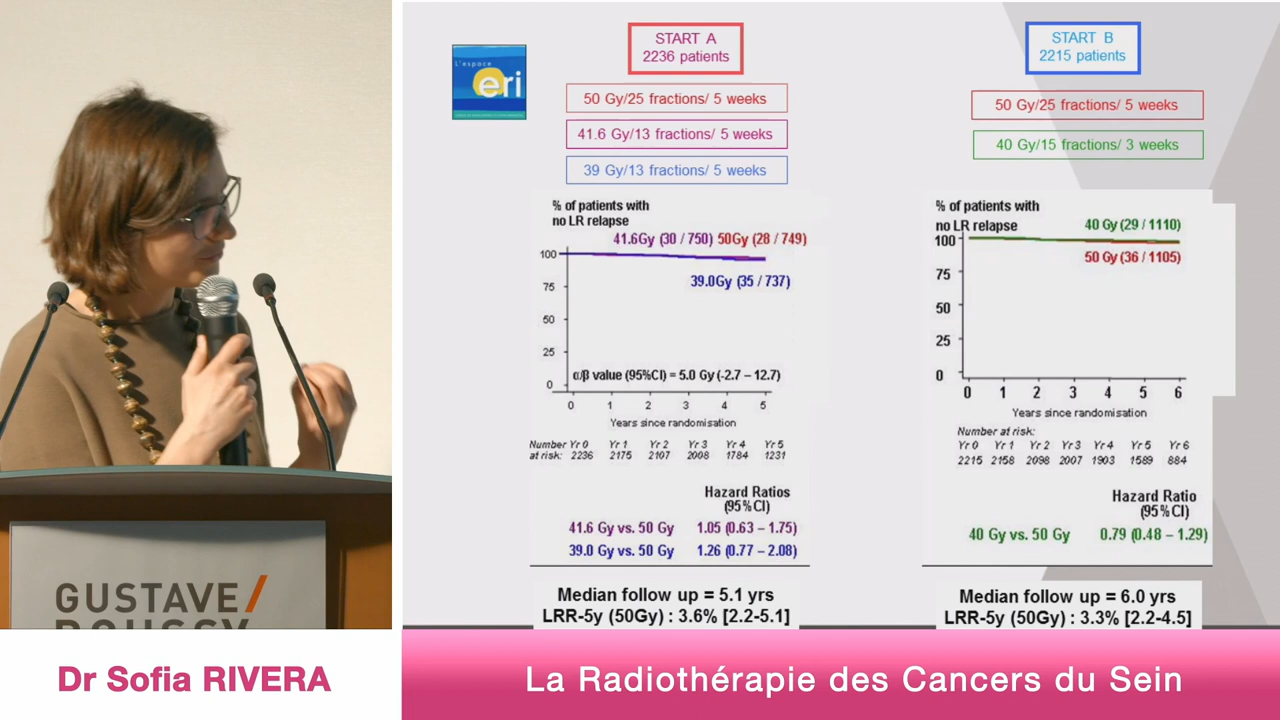 START A
2236 patients
START B
2215 patients
L'espace
eri
50 Gy/25 fractions/ 5 weeks
41.6 Gy/13 fractions/ 5 weeks
39 Gy/13 fractions/ 5 weeks
50 Gy/25 fractions/ 5 weeks
40 Gy/15 fractions/ 3 weeks
% of patients with
no LR relapse
41.6Gy (30 / 750) 50Gy (28 / 749)
39.0Gy (35 / 737)
100
75
50
25
0
α/β value (95%CI) = 5.0 Gy (-2.7 – 12.7)
0 1 2 3 4 5
Years since randomisation
Number Yr 0 Yr 1 Yr 2 Yr 3 Yr 4 Yr 5
at risk: 2236 2175 2107 2008 1784 1231
Hazard Ratios
(95%CI)
41.6 Gy vs. 50 Gy 1.05 (0.63 – 1.75)
39.0 Gy vs. 50 Gy 1.26 (0.77 – 2.08)
Median follow up = 5.1 yrs
LRR-5y (50Gy) : 3.6% [2.2-5.1]
% of patients with
no LR relapse
40 Gy (29 / 1110)
50 Gy (36 / 1105)
100
75
50
25
0
0 1 2 3 4 5 6
Years since randomisation
Number at risk:
Yr 0 Yr 1 Yr 2 Yr 3 Yr 4 Yr 5 Yr 6
2215 2158 2098 2007 1903 1589 884
Hazard Ratio
(95%CI)
40 Gy vs. 50 Gy 0.79 (0.48 – 1.29)
Median follow up = 6.0 yrs
LRR-5y (50Gy) : 3.3% [2.2-4.5]
GUSTAVE/
ROUSSY
Dr Sofia RIVERA
La Radiothérapie des Cancers du Sein